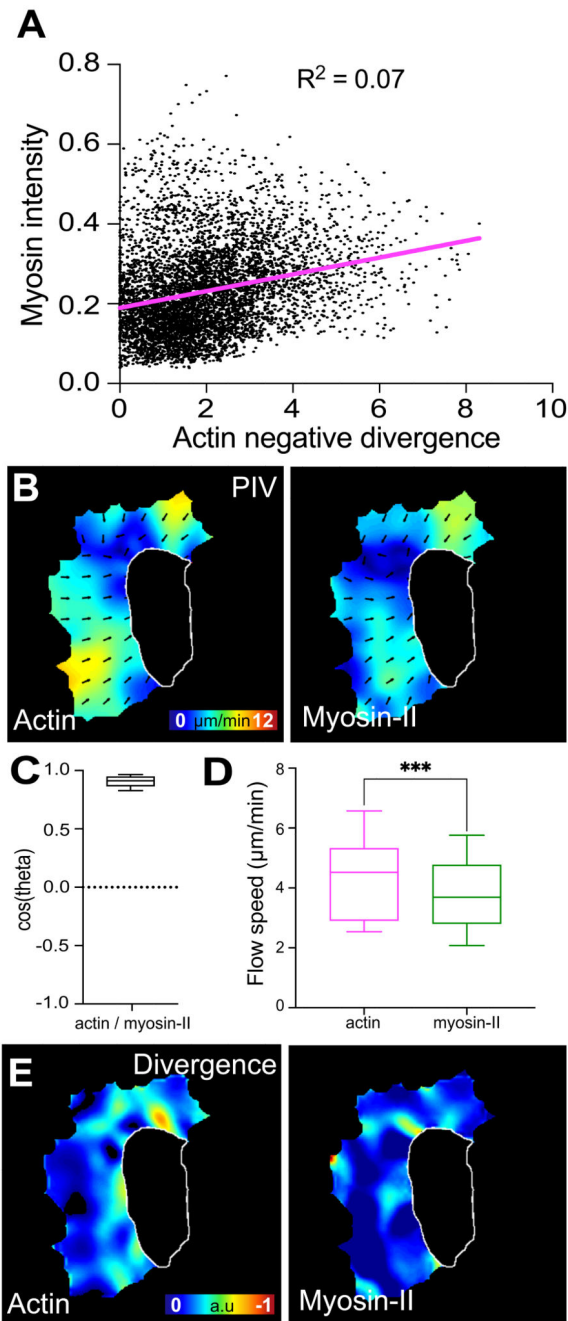 A
R² = 0.07
0.8
0.6
0.4
0.2
0.0
Myosin intensity
0 2 4 6 8 10
Actin negative divergence
B PIV
Actin 0 µm/min 12
Myosin-II
C
1.0
0.5
0.0
-0.5
-1.0
cos(theta)
actin / myosin-II
D
***
8
6
4
2
0
Flow speed (µm/min)
actin myosin-II
E Divergence
Actin 0 a.u -1
Myosin-II